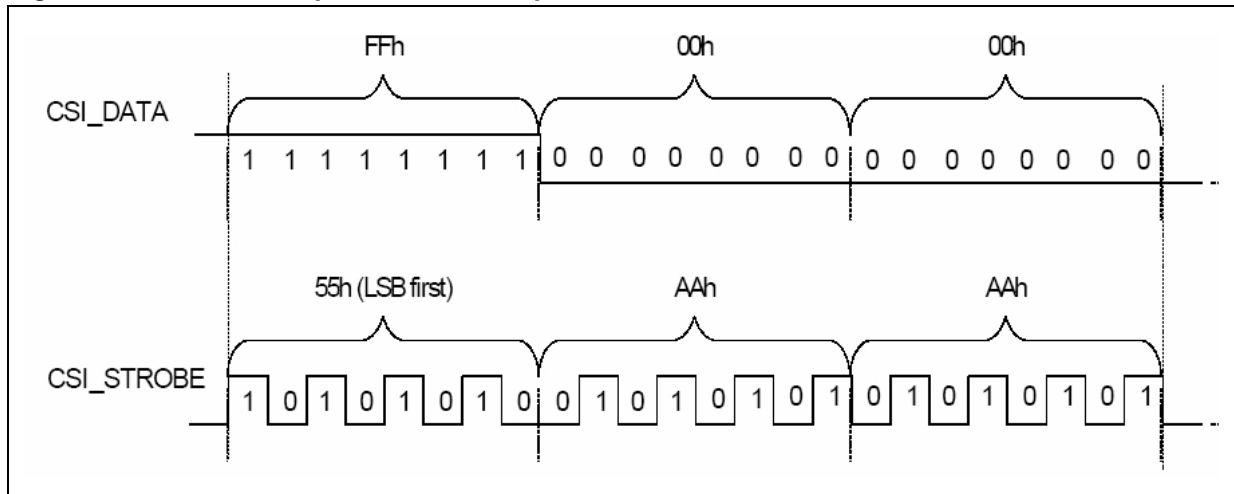 FFh 00h 00h
CSI_DATA
1 1 1 1 1 1 1 1 0 0 0 0 0 0 0 0 0 0 0 0 0 0 0 0
55h (LSB first) AAh AAh
CSI_STROBE
1 0 1 0 1 0 1 0 0 1 0 1 0 1 0 1 0 1 0 1 0 1 0 1